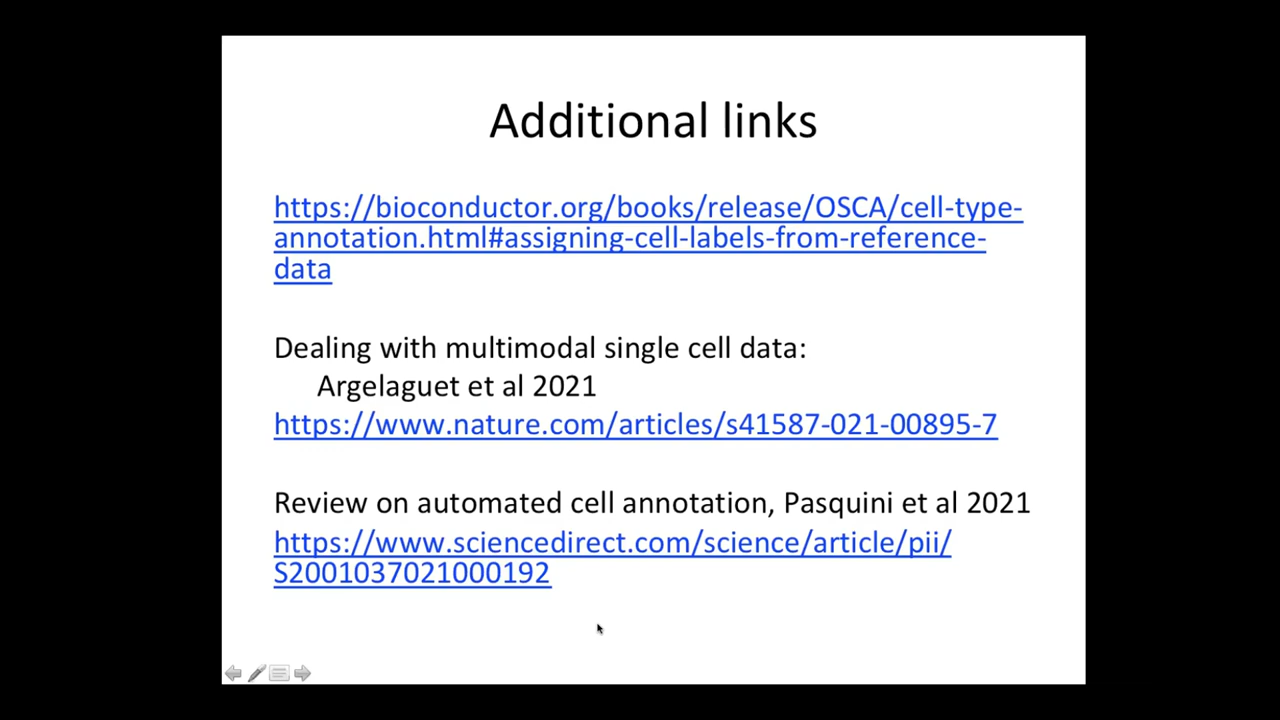 Additional links
https://bioconductor.org/books/release/OSCA/cell-type-
annotation.html#assigning-cell-labels-from-reference-
data
Dealing with multimodal single cell data:
Argelaguet et al 2021
https://www.nature.com/articles/s41587-021-00895-7
Review on automated cell annotation, Pasquini et al 2021
https://www.sciencedirect.com/science/article/pii/
S2001037021000192